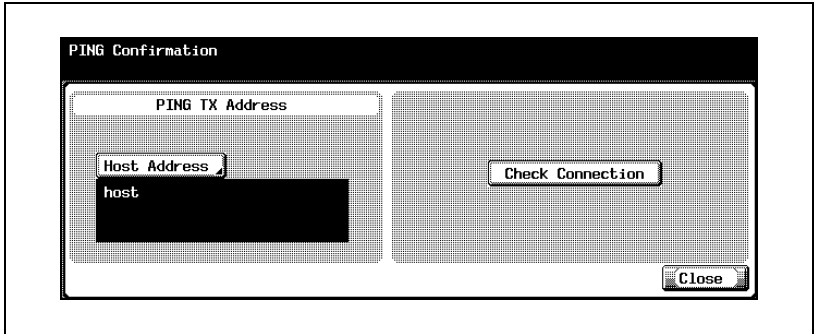 PING Confirmation
PING TX Address
Host Address
host
Check Connection
Close